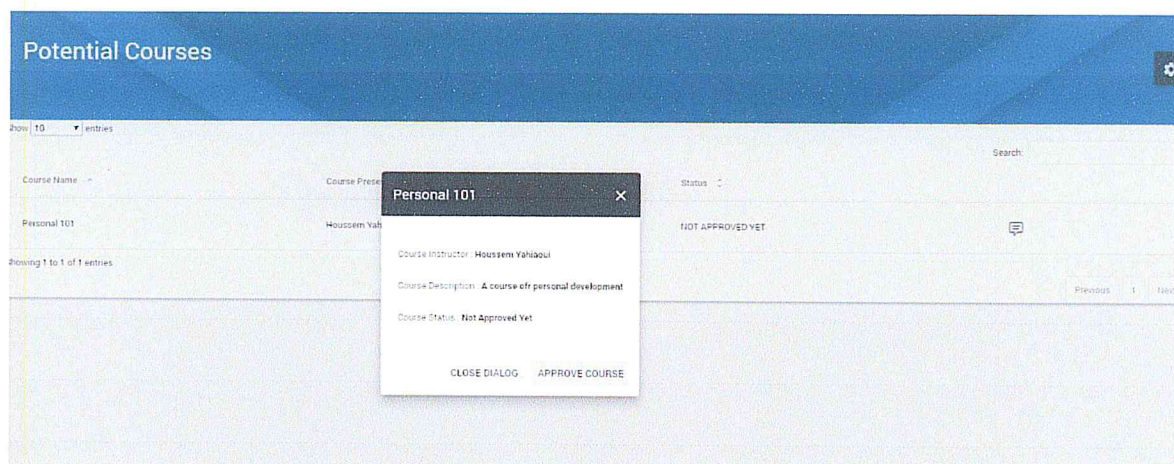 Potential Courses
Show 10 entries
Search:
Course Name
Course Prese
Status
Personal 101
Houssem Yah
NOT APPROVED YET
Showing 1 to 1 of 1 entries
Previous 1 Nex
Personal 101
Course Instructor : Houssem Yahiaoui
Course Description : A course ofr personal development
Course Status : Not Approved Yet
CLOSE DIALOG APPROVE COURSE